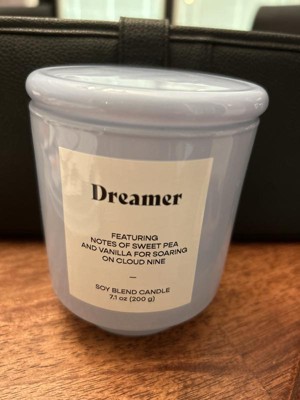 Dreamer
FEATURING
NOTES OF SWEET PEA
AND VANILLA FOR SOARING
ON CLOUD NINE
—
SOY BLEND CANDLE
7.1 oz (200 g)